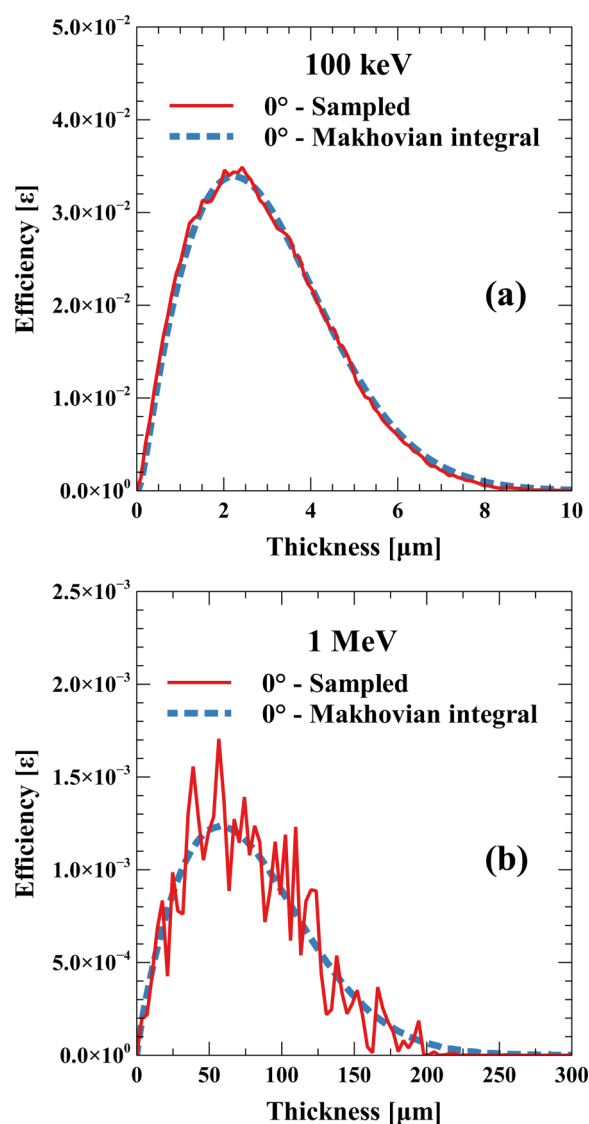 5.0×10⁻²
100 keV
0° - Sampled
0° - Makhovian integral
4.0×10⁻²
3.0×10⁻²
2.0×10⁻²
1.0×10⁻²
0.0×10⁰
Efficiency [ε]
(a)
0 2 4 6 8 10
Thickness [µm]
2.5×10⁻³
1 MeV
0° - Sampled
0° - Makhovian integral
2.0×10⁻³
1.5×10⁻³
1.0×10⁻³
5.0×10⁻⁴
0.0×10⁰
Efficiency [ε]
(b)
0 50 100 150 200 250 300
Thickness [µm]